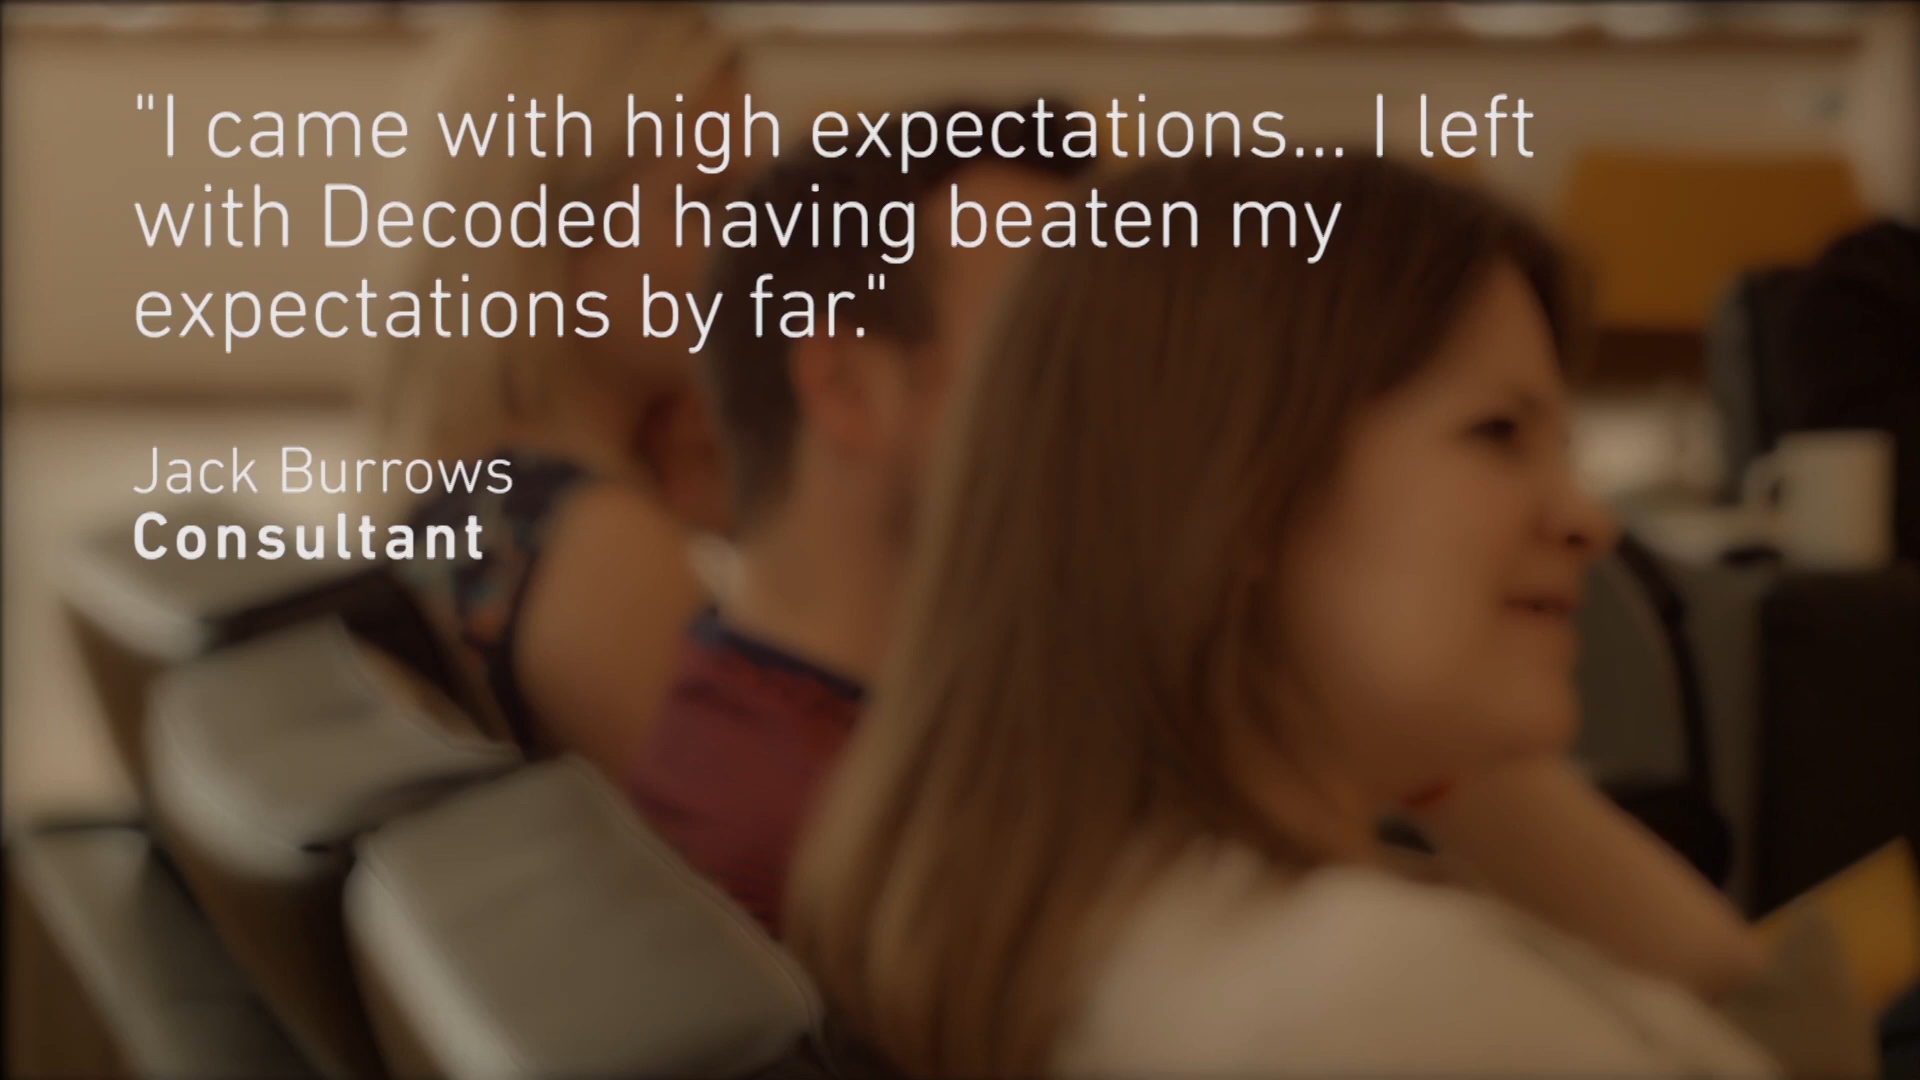 "I came with high expectations... I left
with Decoded having beaten my
expectations by far."
Jack Burrows
Consultant